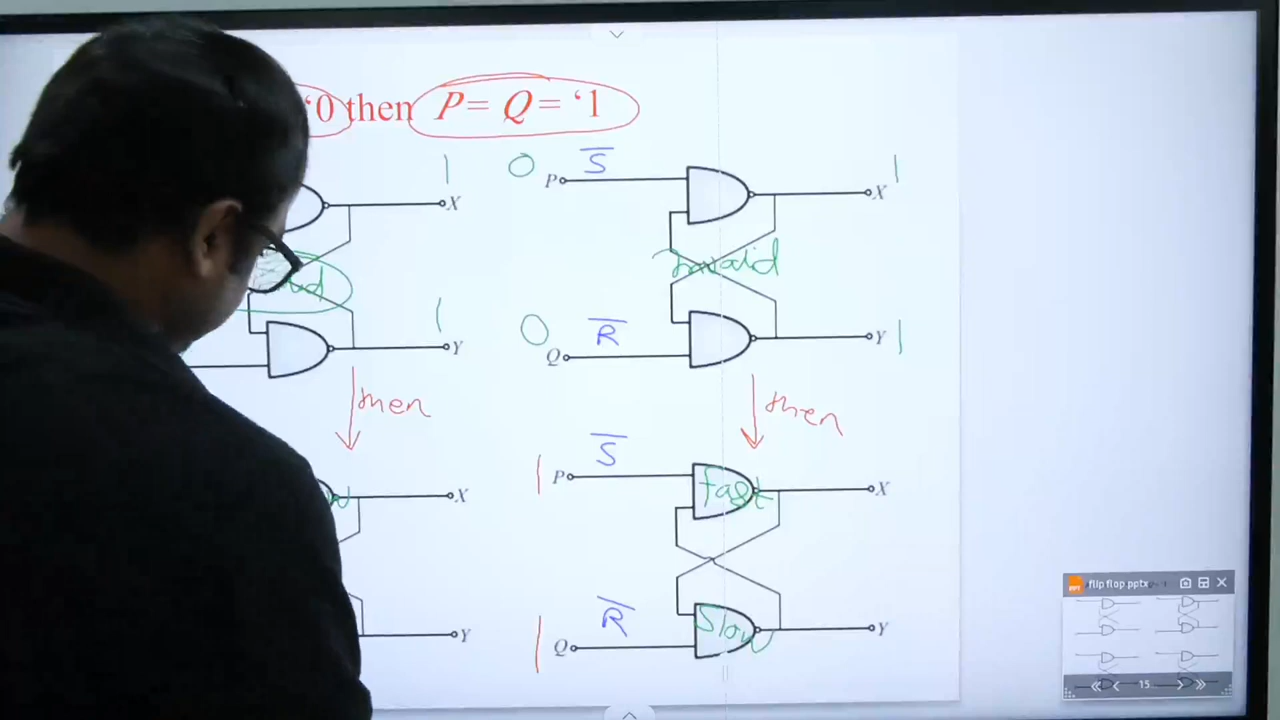 ‘0 then P= Q= ‘1
1 0 P S̅ 1
X X
Invalid
1 0 Q R̅ 1
Y Y
then then
1 P S̅ Fast X X
1 Q R̅ Slow Y Y
flip flop.pptx
15